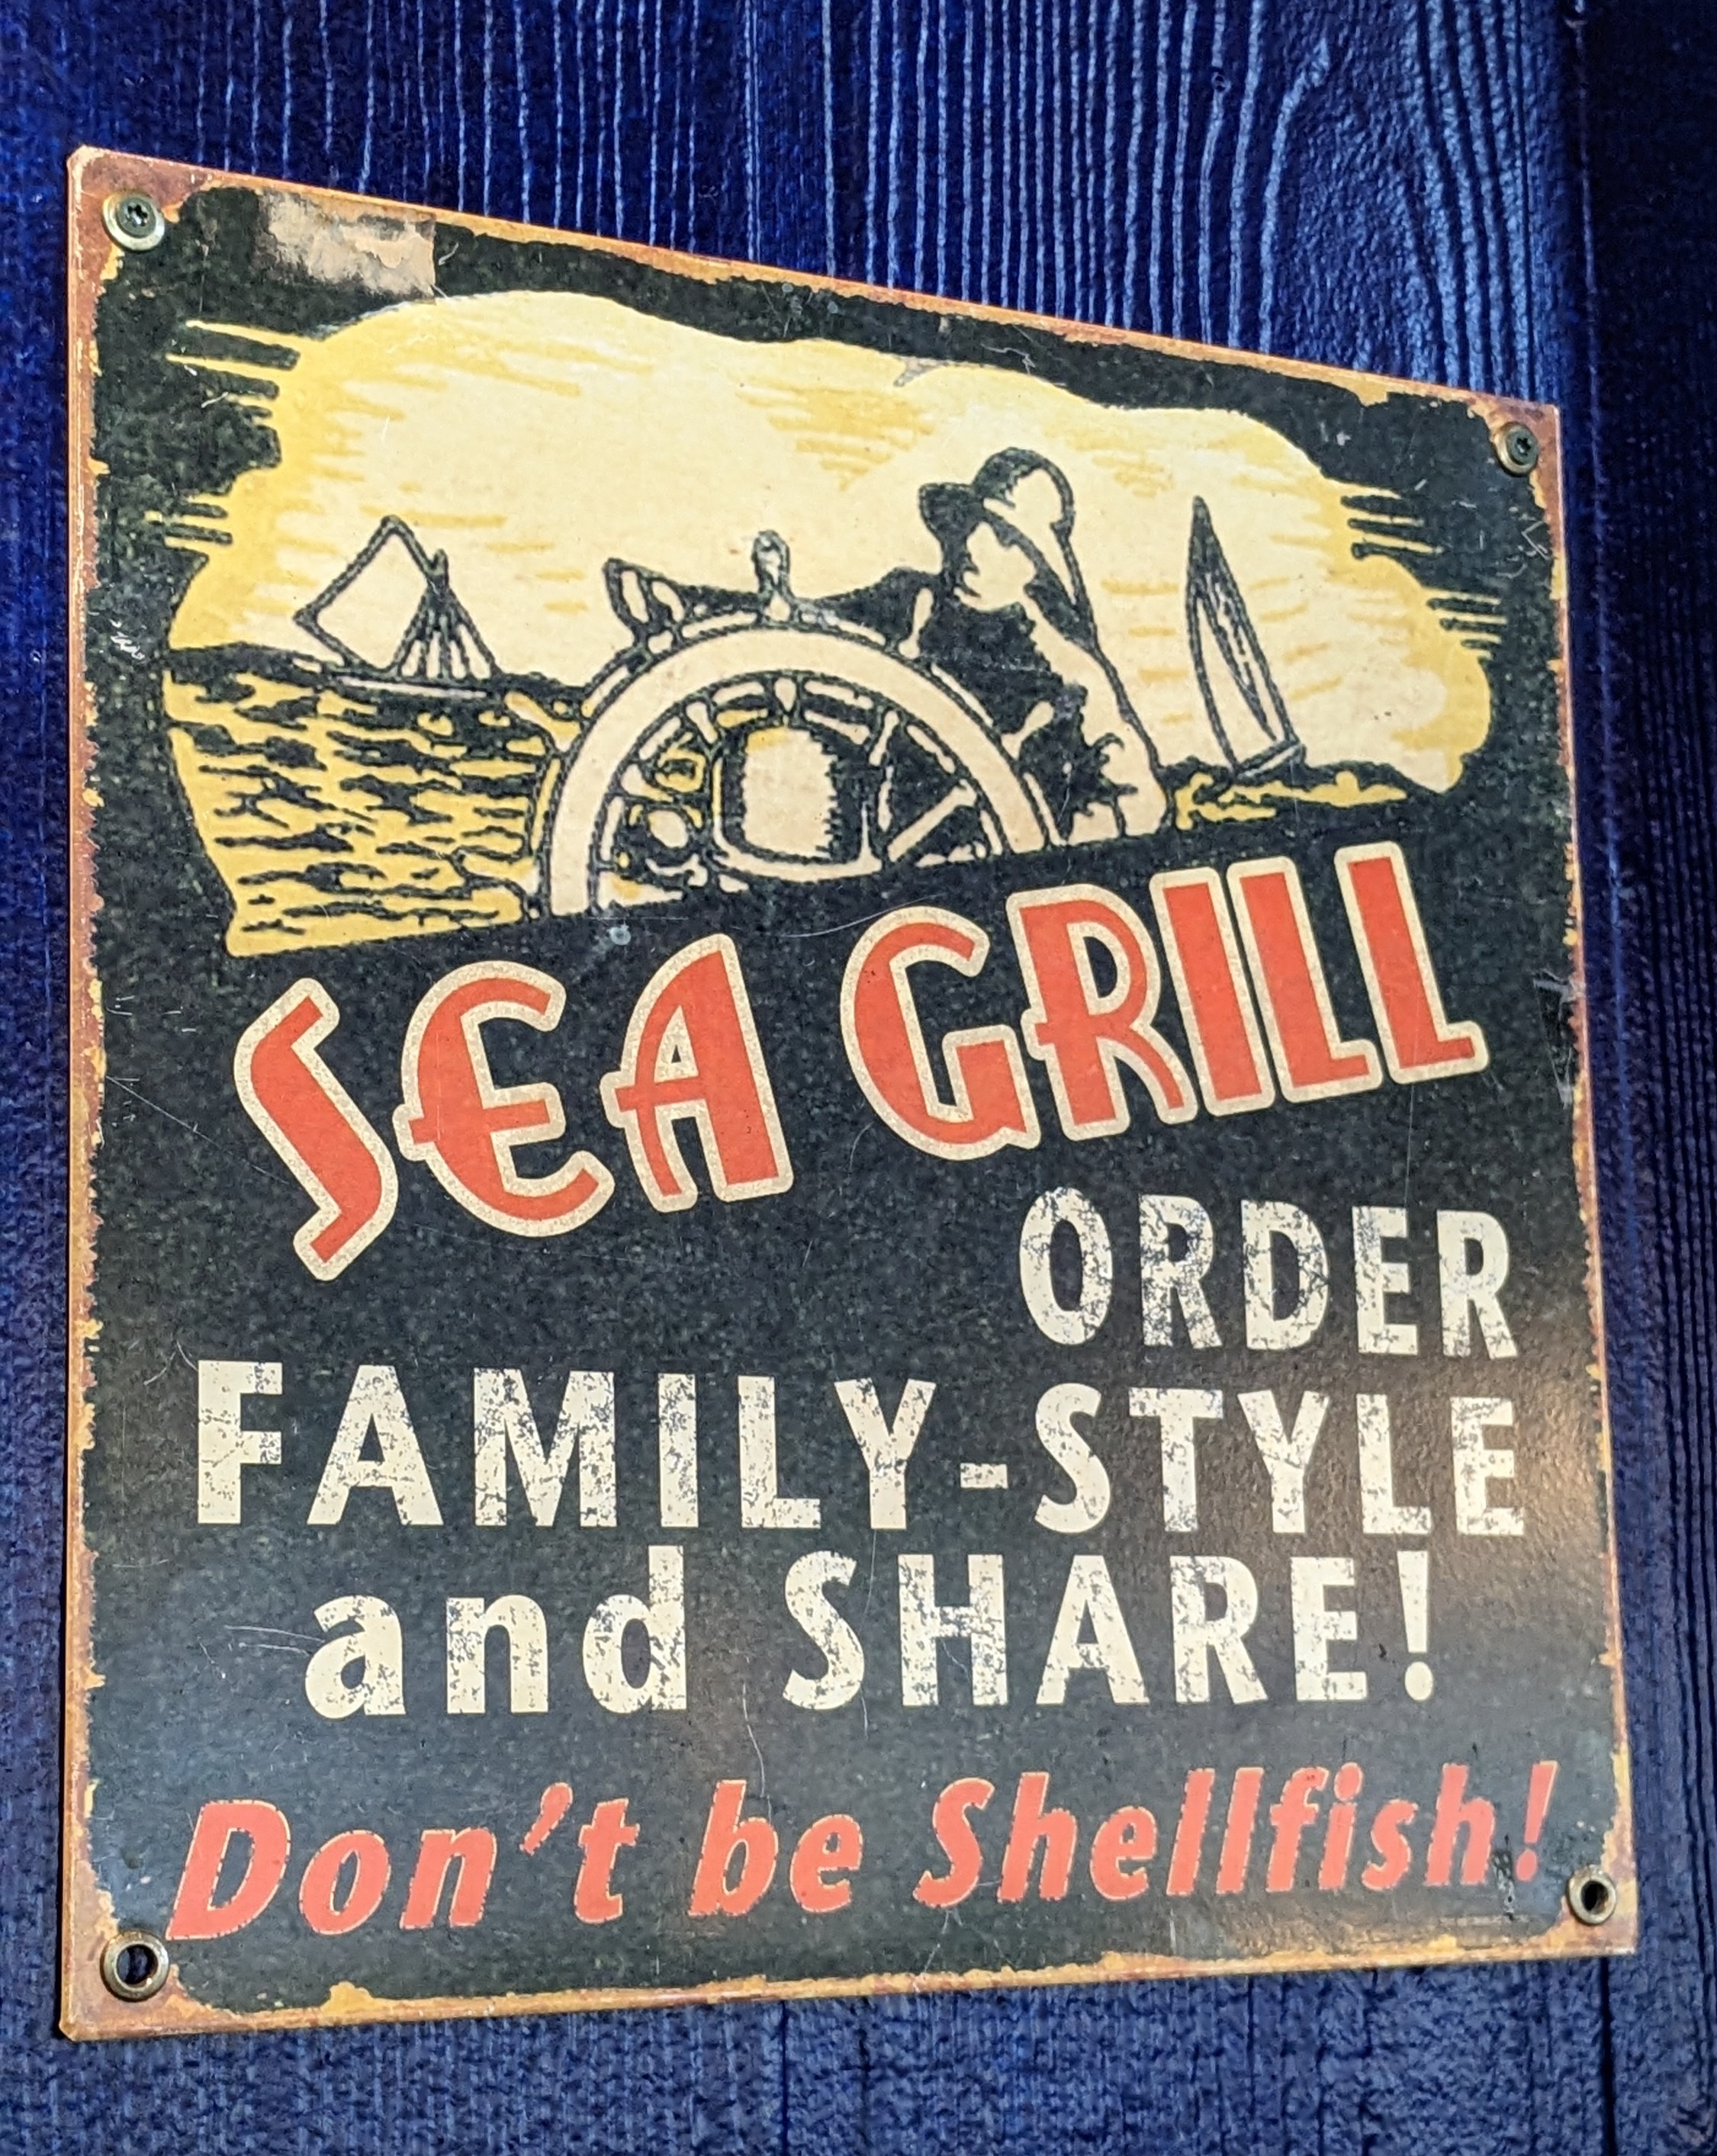 SEA GRILL
ORDER
FAMILY-STYLE
and SHARE!
Don't be Shellfish!